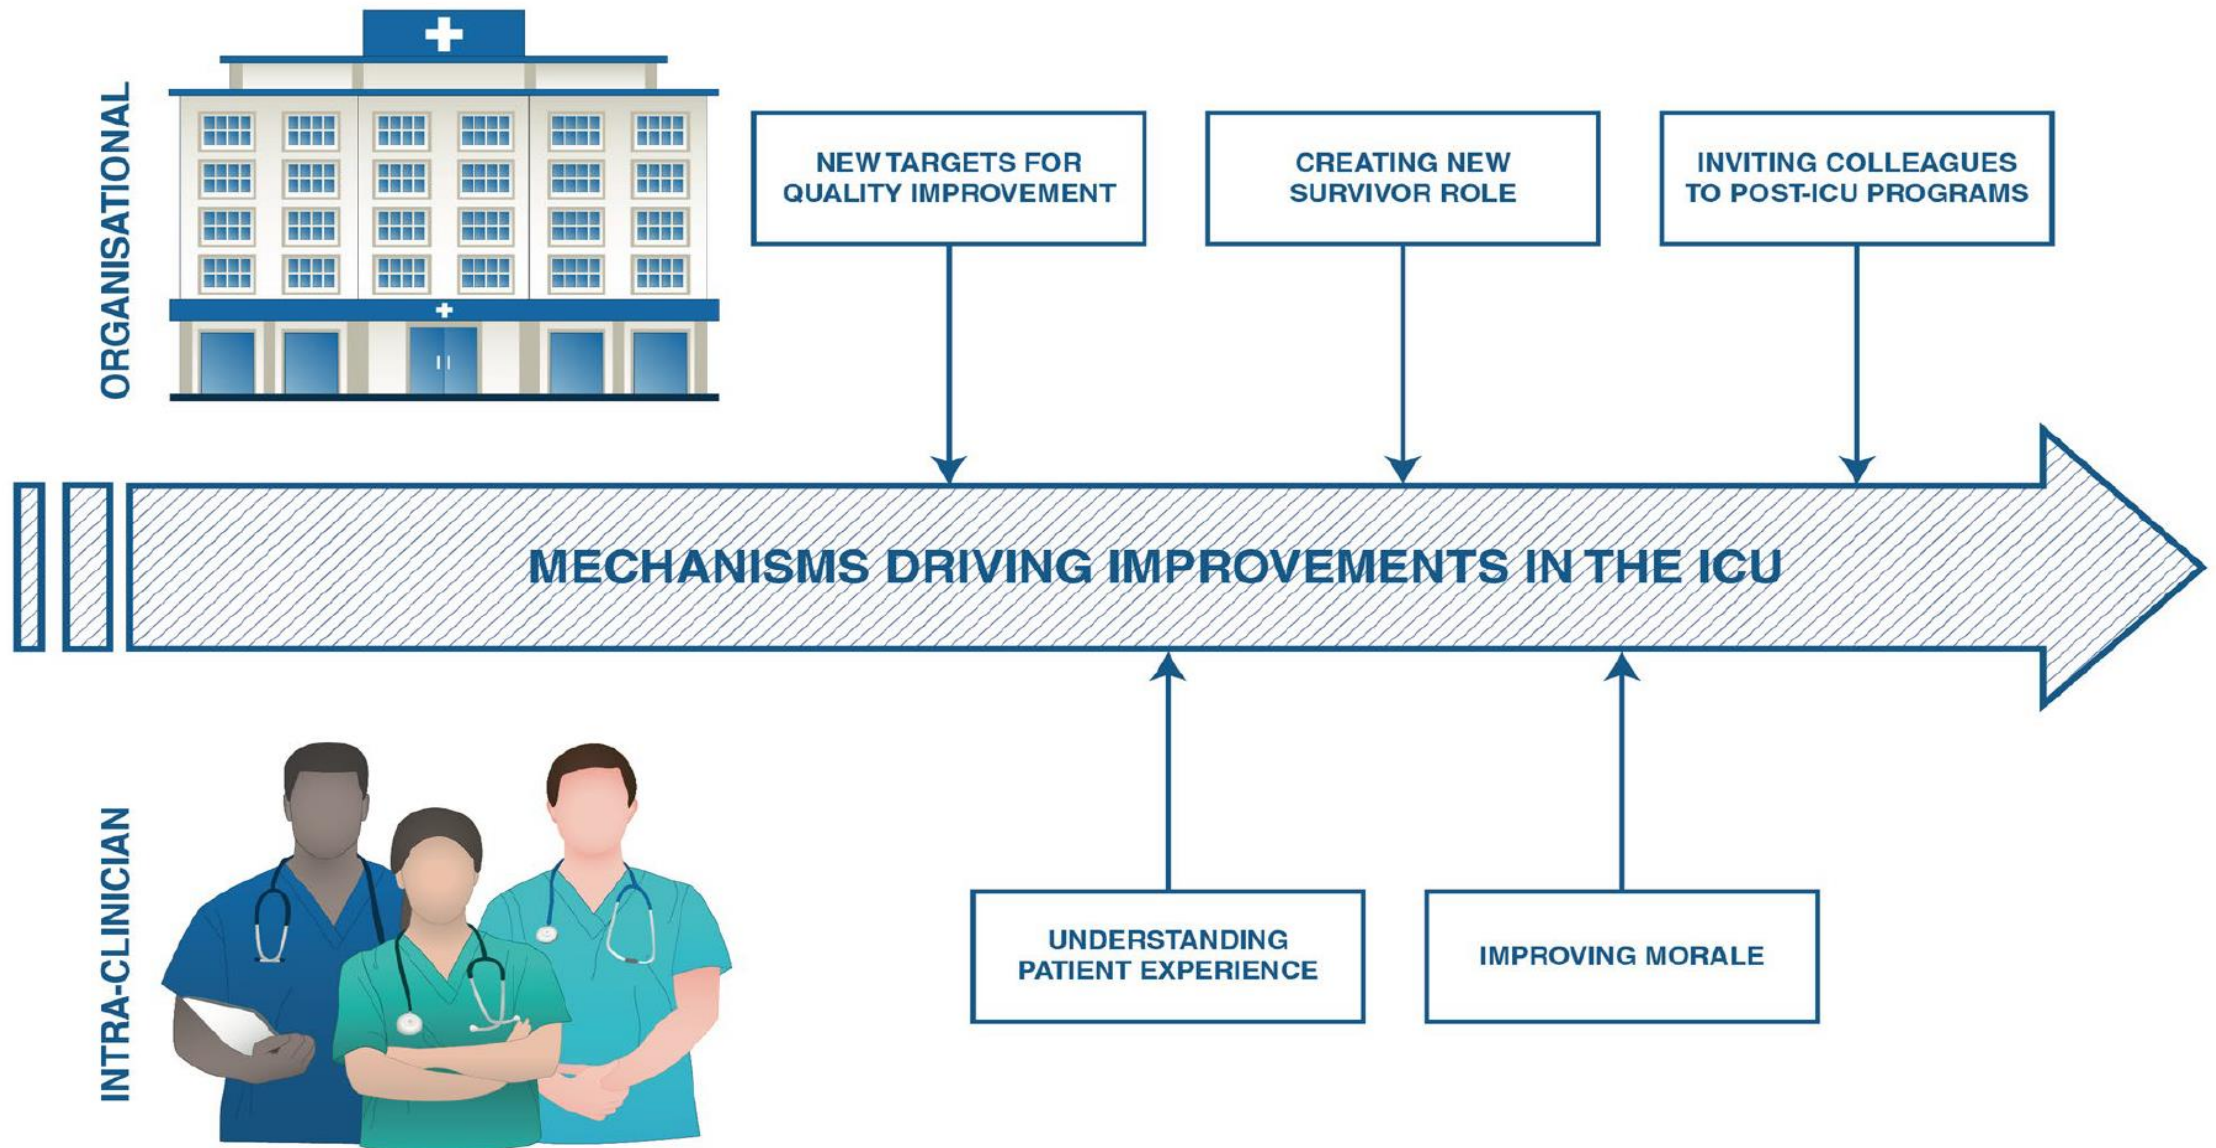 ORGANISATIONAL
NEW TARGETS FOR
QUALITY IMPROVEMENT
CREATING NEW
SURVIVOR ROLE
INVITING COLLEAGUES
TO POST-ICU PROGRAMS
MECHANISMS DRIVING IMPROVEMENTS IN THE ICU
INTRA-CLINICIAN
UNDERSTANDING
PATIENT EXPERIENCE
IMPROVING MORALE